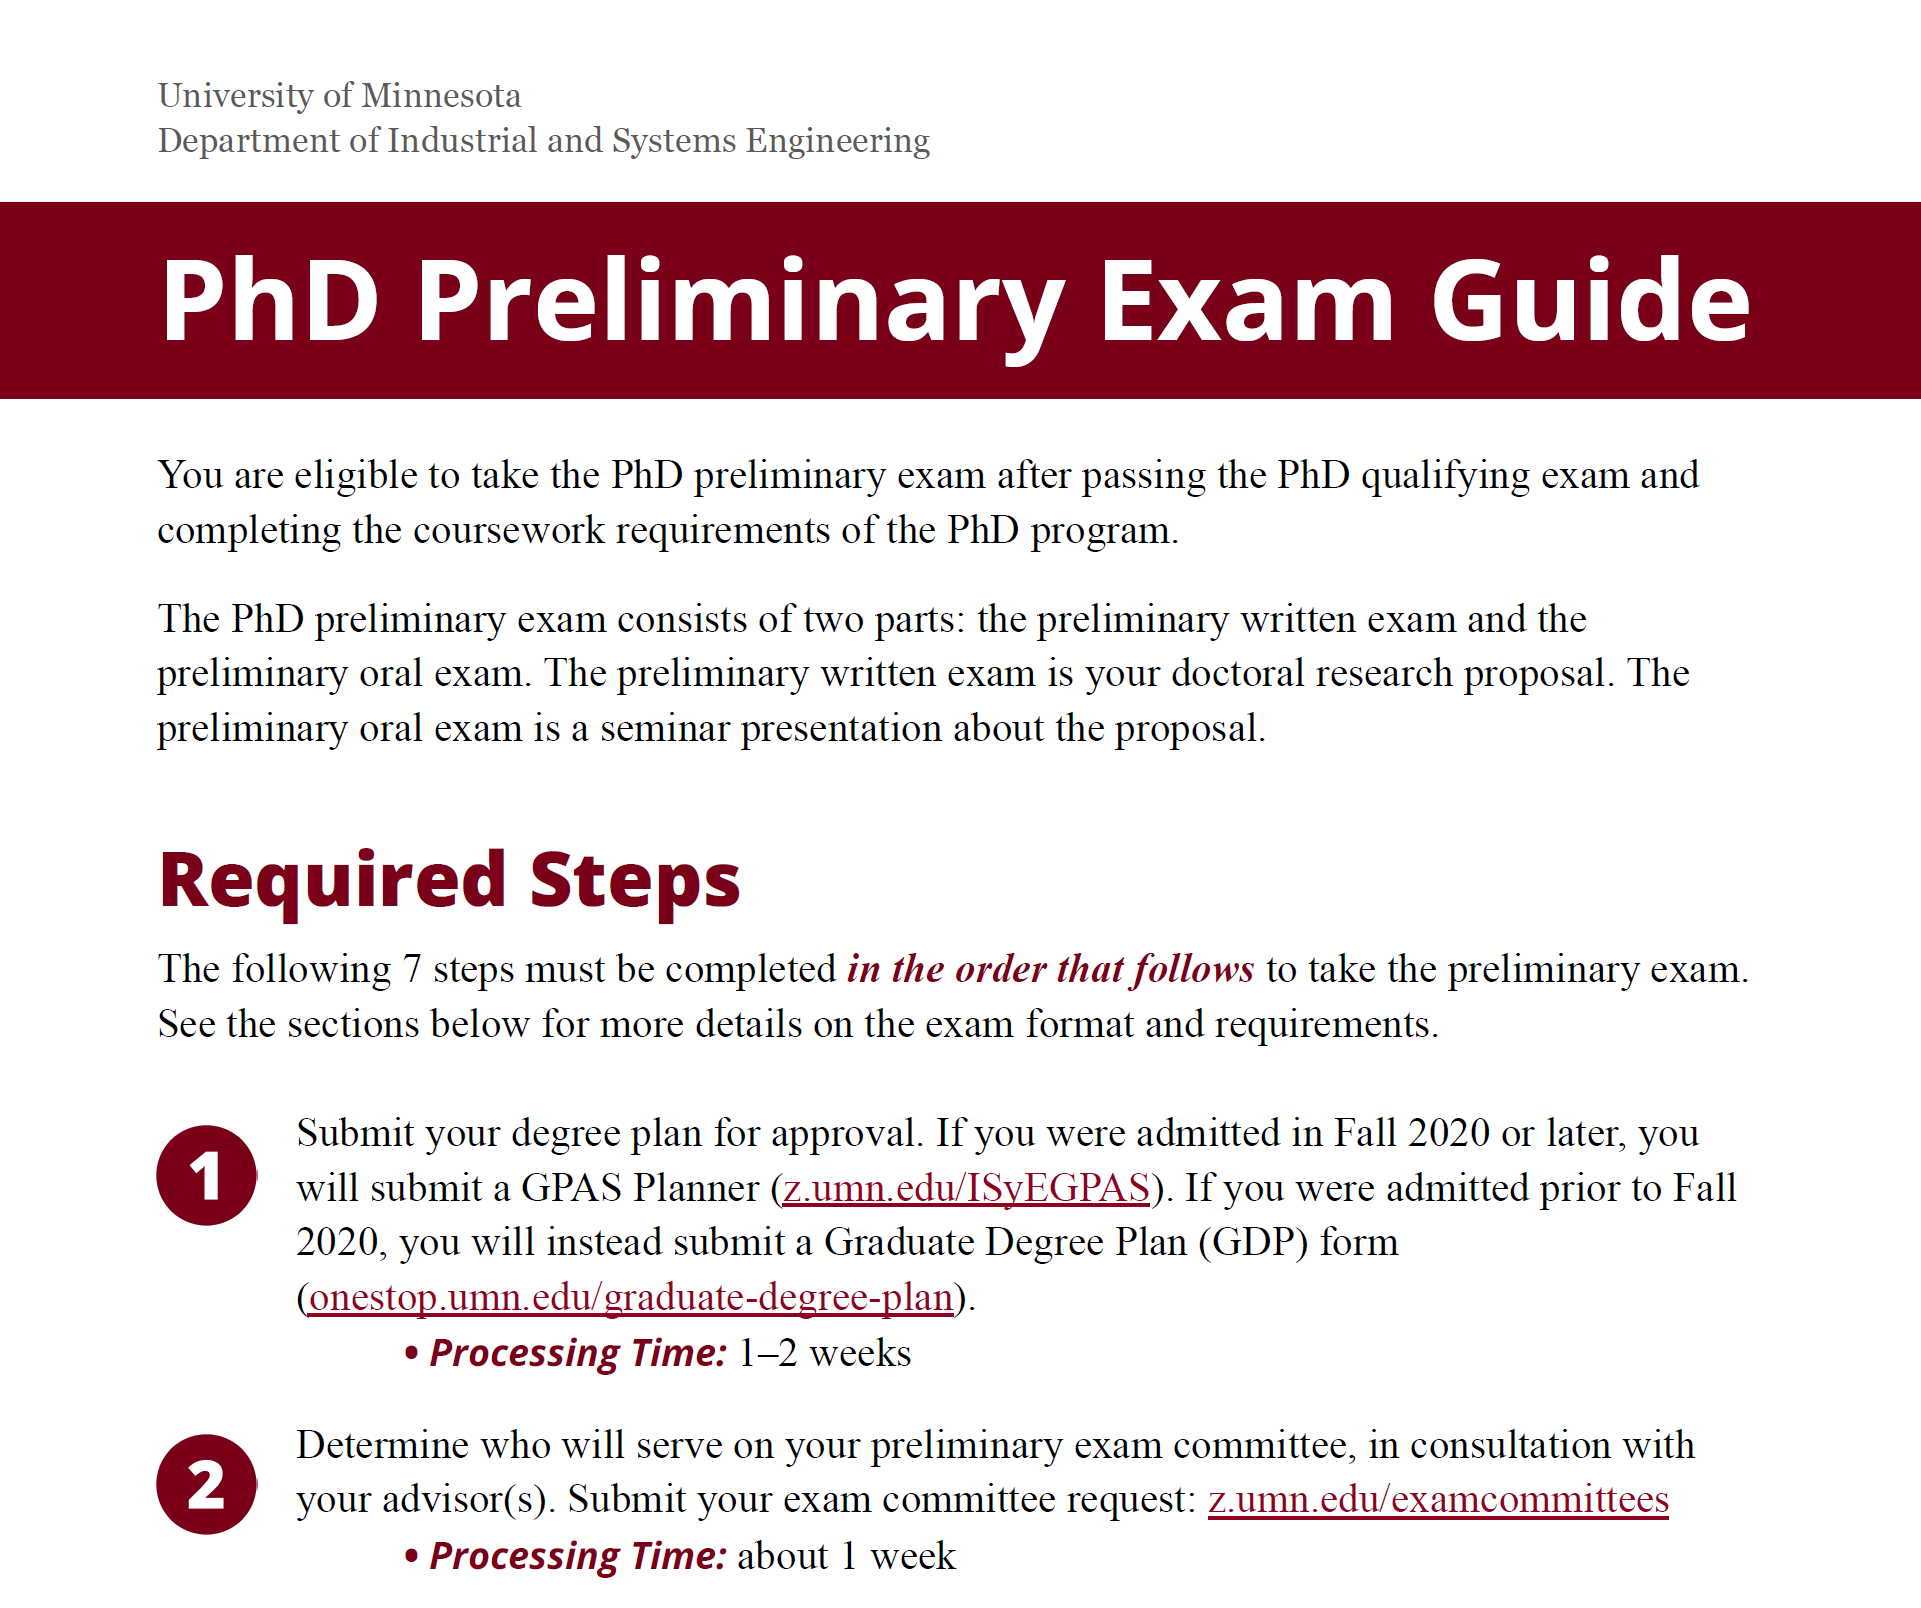 University of Minnesota
Department of Industrial and Systems Engineering
PhD Preliminary Exam Guide
You are eligible to take the PhD preliminary exam after passing the PhD qualifying exam and
completing the coursework requirements of the PhD program.
The PhD preliminary exam consists of two parts: the preliminary written exam and the
preliminary oral exam. The preliminary written exam is your doctoral research proposal. The
preliminary oral exam is a seminar presentation about the proposal.
Required Steps
The following 7 steps must be completed in the order that follows to take the preliminary exam.
See the sections below for more details on the exam format and requirements.
1 Submit your degree plan for approval. If you were admitted in Fall 2020 or later, you
will submit a GPAS Planner (z.umn.edu/ISyEGPAS). If you were admitted prior to Fall
2020, you will instead submit a Graduate Degree Plan (GDP) form
(onestop.umn.edu/graduate-degree-plan).
• Processing Time: 1–2 weeks
2 Determine who will serve on your preliminary exam committee, in consultation with
your advisor(s). Submit your exam committee request: z.umn.edu/examcommittees
• Processing Time: about 1 week